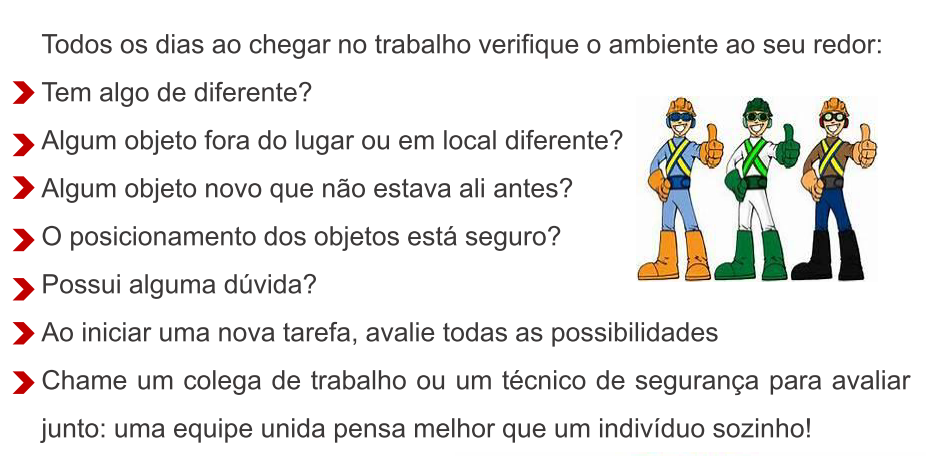 Todos os dias ao chegar no trabalho verifique o ambiente ao seu redor:
Tem algo de diferente?
Algum objeto fora do lugar ou em local diferente?
Algum objeto novo que não estava ali antes?
O posicionamento dos objetos está seguro?
Possui alguma dúvida?
Ao iniciar uma nova tarefa, avalie todas as possibilidades
Chame um colega de trabalho ou um técnico de segurança para avaliar
junto: uma equipe unida pensa melhor que um indivíduo sozinho!